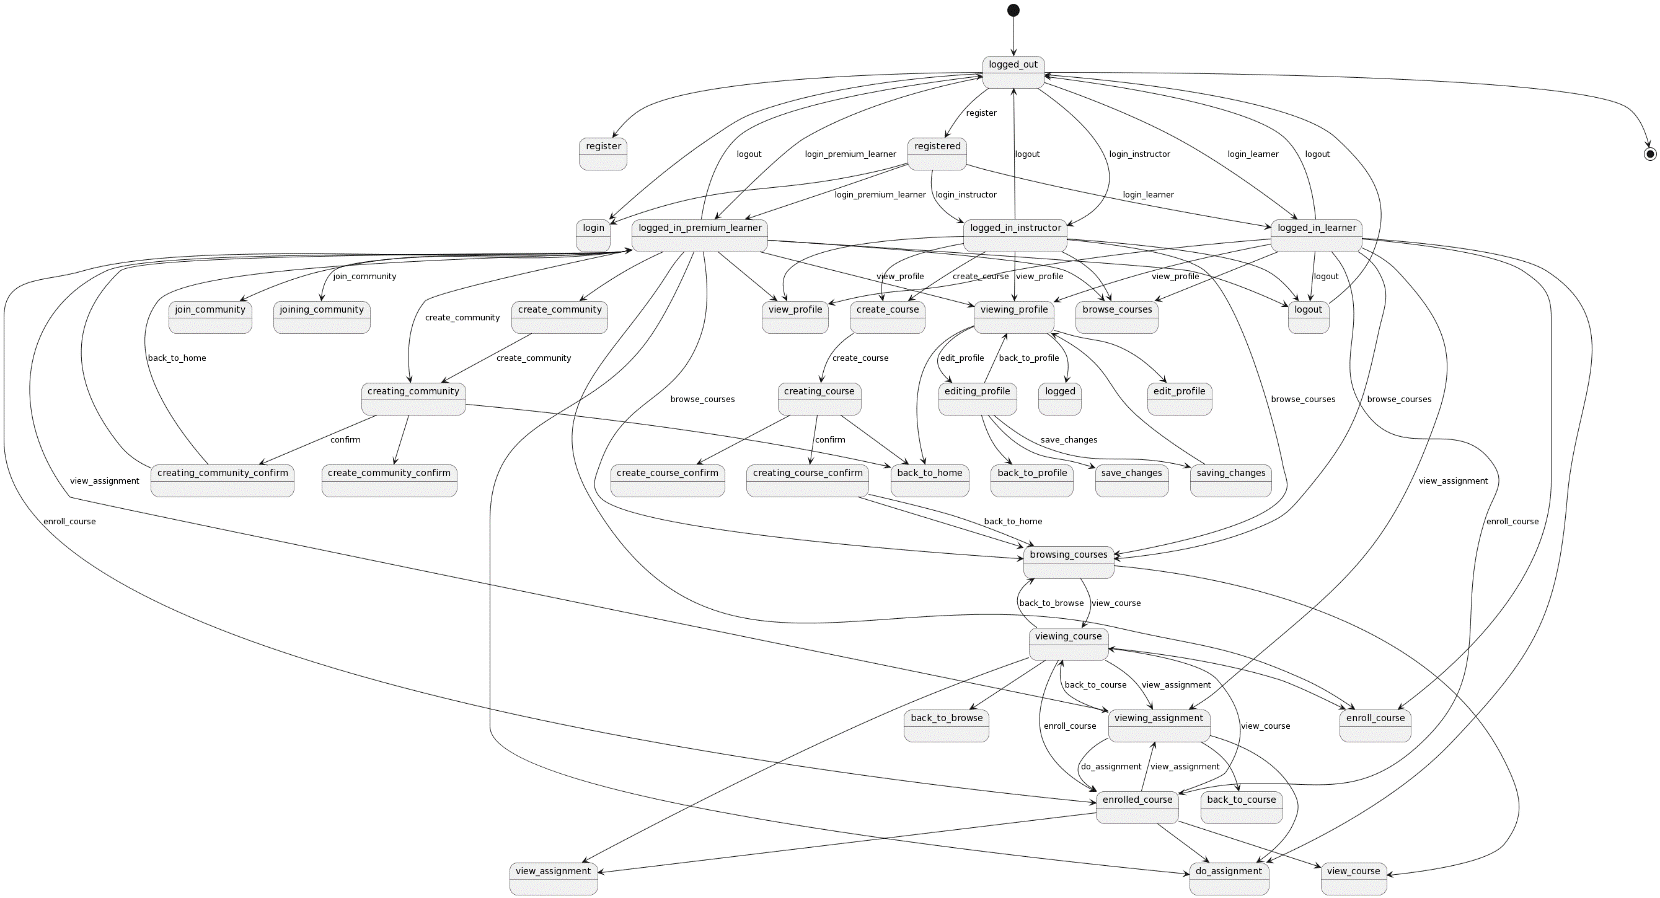 logged_out
register
register
registered
logout
login_premium_learner
logout
login_instructor
login_learner
logout
login_premium_learner
login_instructor
login_learner
login
logged_in_premium_learner
logged_in_instructor
logged_in_learner
join_community
view_profile
create_course
view_profile
view_profile
logout
join_community
joining_community
create_community
create_community
view_profile
create_course
viewing_profile
browse_courses
logout
back_to_home
create_community
create_course
edit_profile
back_to_profile
creating_community
creating_course
editing_profile
logged
edit_profile
browse_courses
browse_courses
browse_courses
confirm
confirm
save_changes
creating_community_confirm
create_community_confirm
create_course_confirm
creating_course_confirm
back_to_home
back_to_profile
save_changes
saving_changes
view_assignment
view_assignment
enroll_course
back_to_home
enroll_course
browsing_courses
back_to_browse
view_course
viewing_course
back_to_course
view_assignment
back_to_browse
viewing_assignment
enroll_course
enroll_course
view_course
do_assignment
view_assignment
enrolled_course
back_to_course
view_assignment
do_assignment
view_course